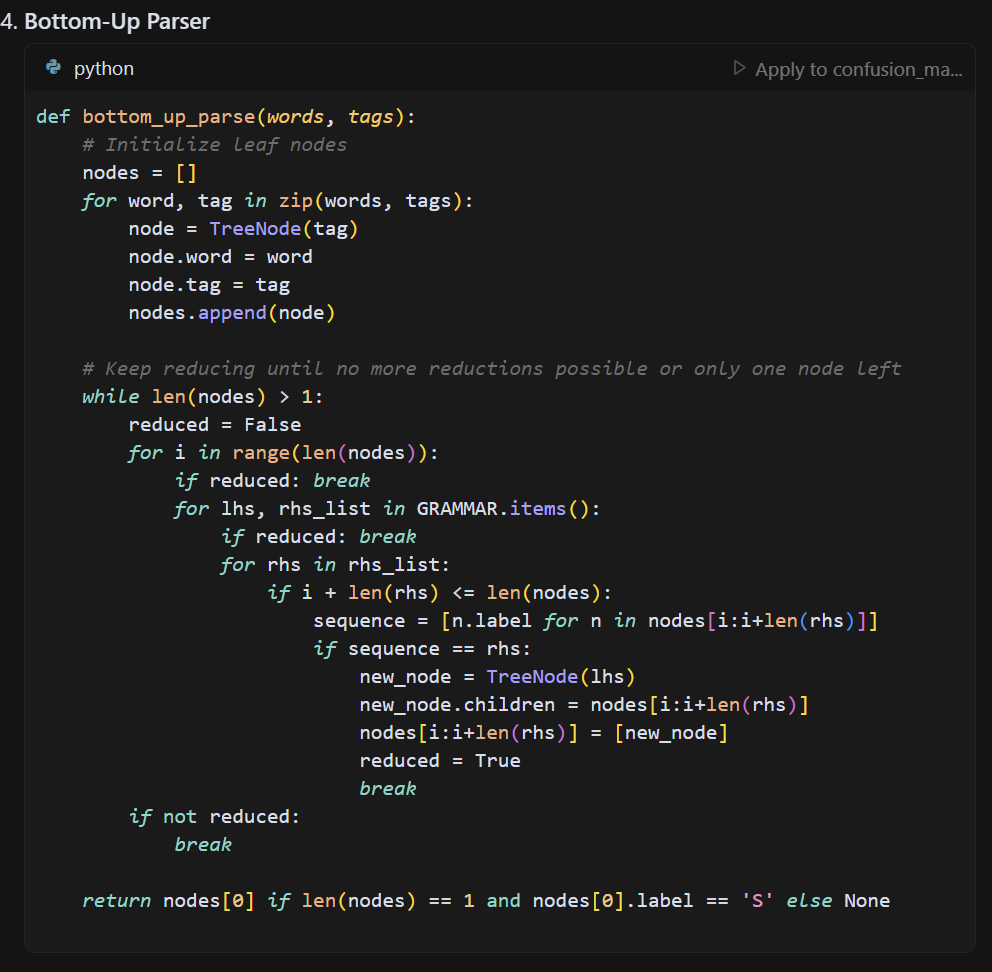 4. Bottom-Up Parser
python
Apply to confusion_ma...
def bottom_up_parse(words, tags):
    # Initialize leaf nodes
    nodes = []
    for word, tag in zip(words, tags):
        node = TreeNode(tag)
        node.word = word
        node.tag = tag
        nodes.append(node)

    # Keep reducing until no more reductions possible or only one node left
    while len(nodes) > 1:
        reduced = False
        for i in range(len(nodes)):
            if reduced: break
            for lhs, rhs_list in GRAMMAR.items():
                if reduced: break
                for rhs in rhs_list:
                    if i + len(rhs) <= len(nodes):
                        sequence = [n.label for n in nodes[i:i+len(rhs)]]
                        if sequence == rhs:
                            new_node = TreeNode(lhs)
                            new_node.children = nodes[i:i+len(rhs)]
                            nodes[i:i+len(rhs)] = [new_node]
                            reduced = True
                            break
        if not reduced:
            break

    return nodes[0] if len(nodes) == 1 and nodes[0].label == 'S' else None